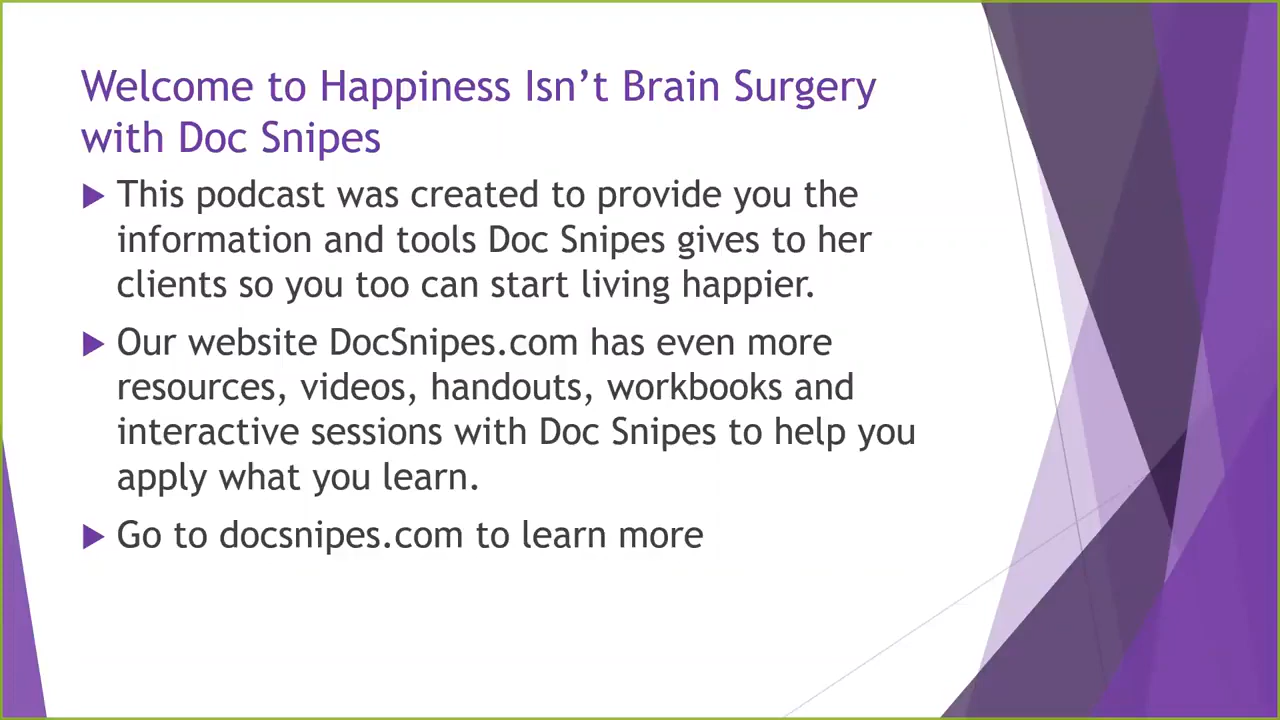 Welcome to Happiness Isn’t Brain Surgery
with Doc Snipes
This podcast was created to provide you the
information and tools Doc Snipes gives to her
clients so you too can start living happier.
Our website DocSnipes.com has even more
resources, videos, handouts, workbooks and
interactive sessions with Doc Snipes to help you
apply what you learn.
Go to docsnipes.com to learn more